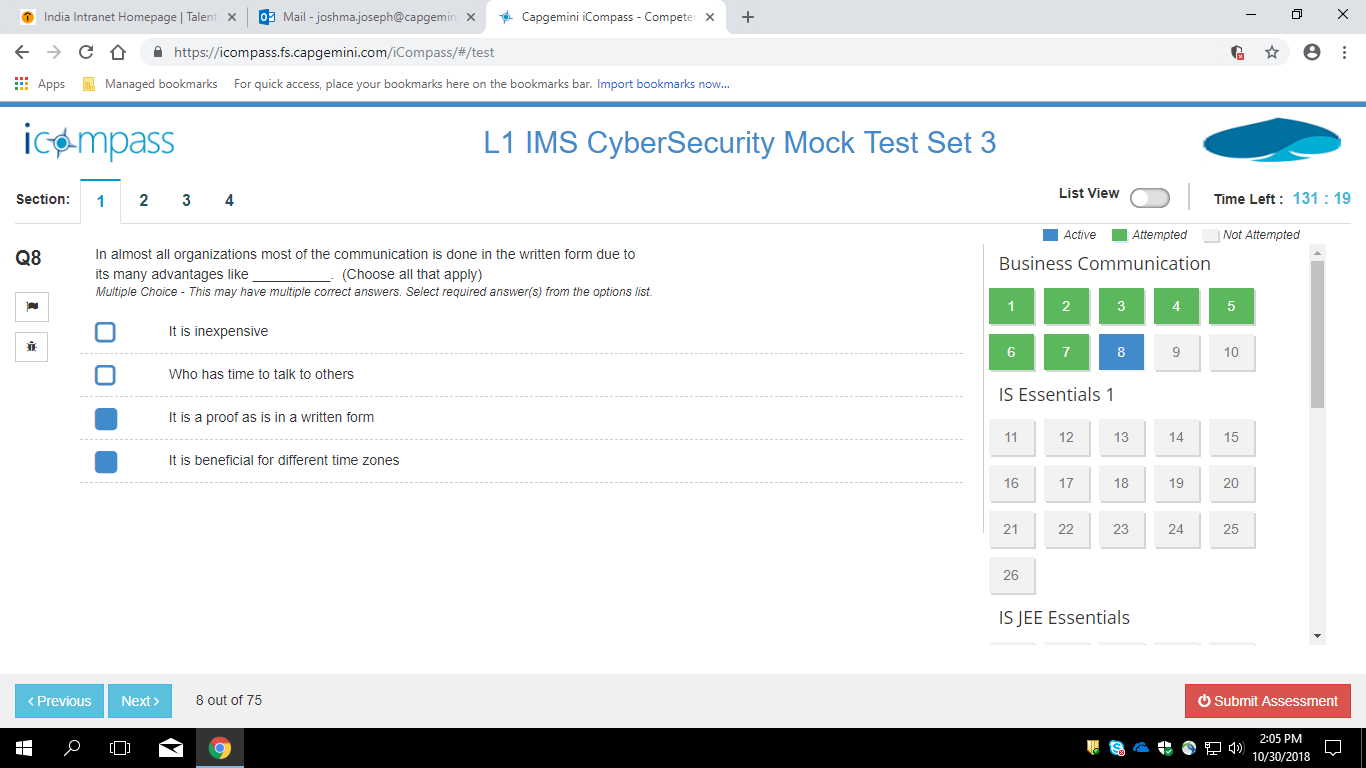 India Intranet Homepage | Talent
Mail - joshma.joseph@capgemin
Capgemini iCompass - Competen
https://icompass.fs.capgemini.com/iCompass/#/test
Apps
Managed bookmarks
For quick access, place your bookmarks here on the bookmarks bar. Import bookmarks now...
icompass
L1 IMS CyberSecurity Mock Test Set 3
Section: 1 2 3 4
List View
Time Left : 131 : 19
Active Attempted Not Attempted
Q8
In almost all organizations most of the communication is done in the written form due to
its many advantages like __________. (Choose all that apply)
Multiple Choice - This may have multiple correct answers. Select required answer(s) from the options list.
It is inexpensive
Who has time to talk to others
It is a proof as is in a written form
It is beneficial for different time zones
Business Communication
1 2 3 4 5
6 7 8 9 10
IS Essentials 1
11 12 13 14 15
16 17 18 19 20
21 22 23 24 25
26
IS JEE Essentials
Previous
Next
8 out of 75
Submit Assessment
2:05 PM
10/30/2018